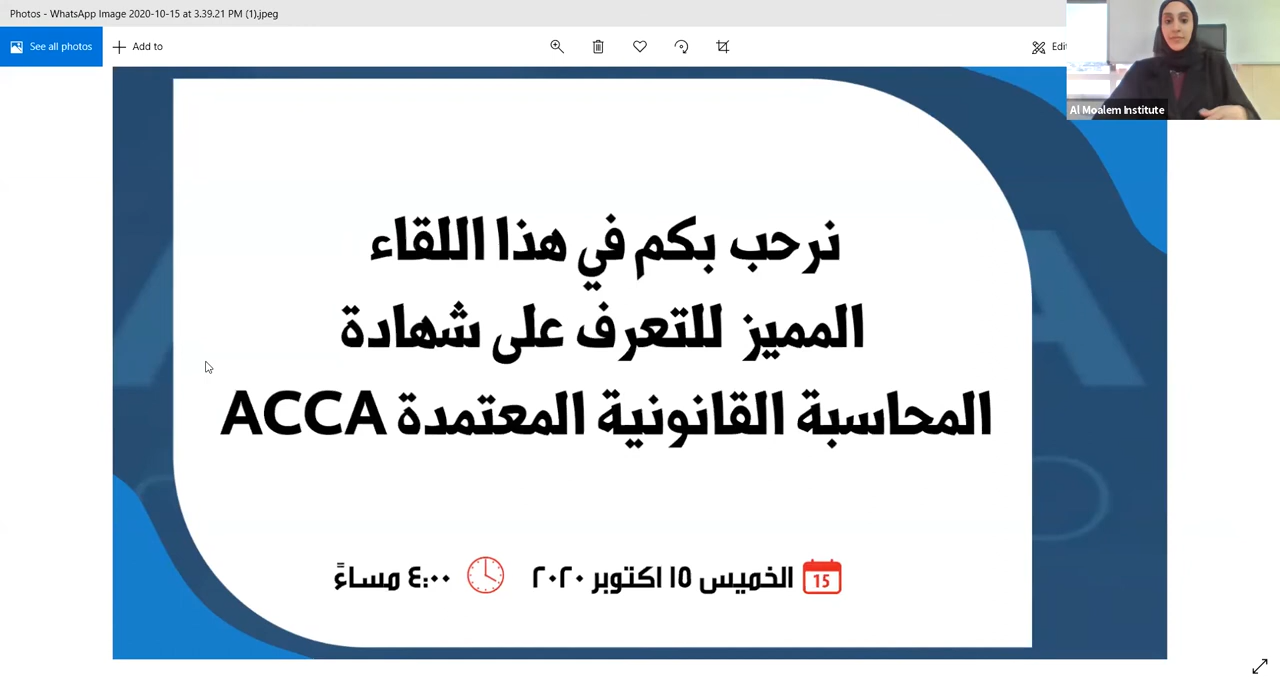 Photos - WhatsApp Image 2020-10-15 at 3.39.21 PM (1).jpeg
See all photos
Add to
Edit
Al Moalem Institute
نرحب بكم في هذا اللقاء
المميز للتعرف على شهادة
المحاسبة القانونية المعتمدة ACCA
15 الخميس ١٥ اكتوبر ٢٠٢٠ ٤:٠٠ مساءً